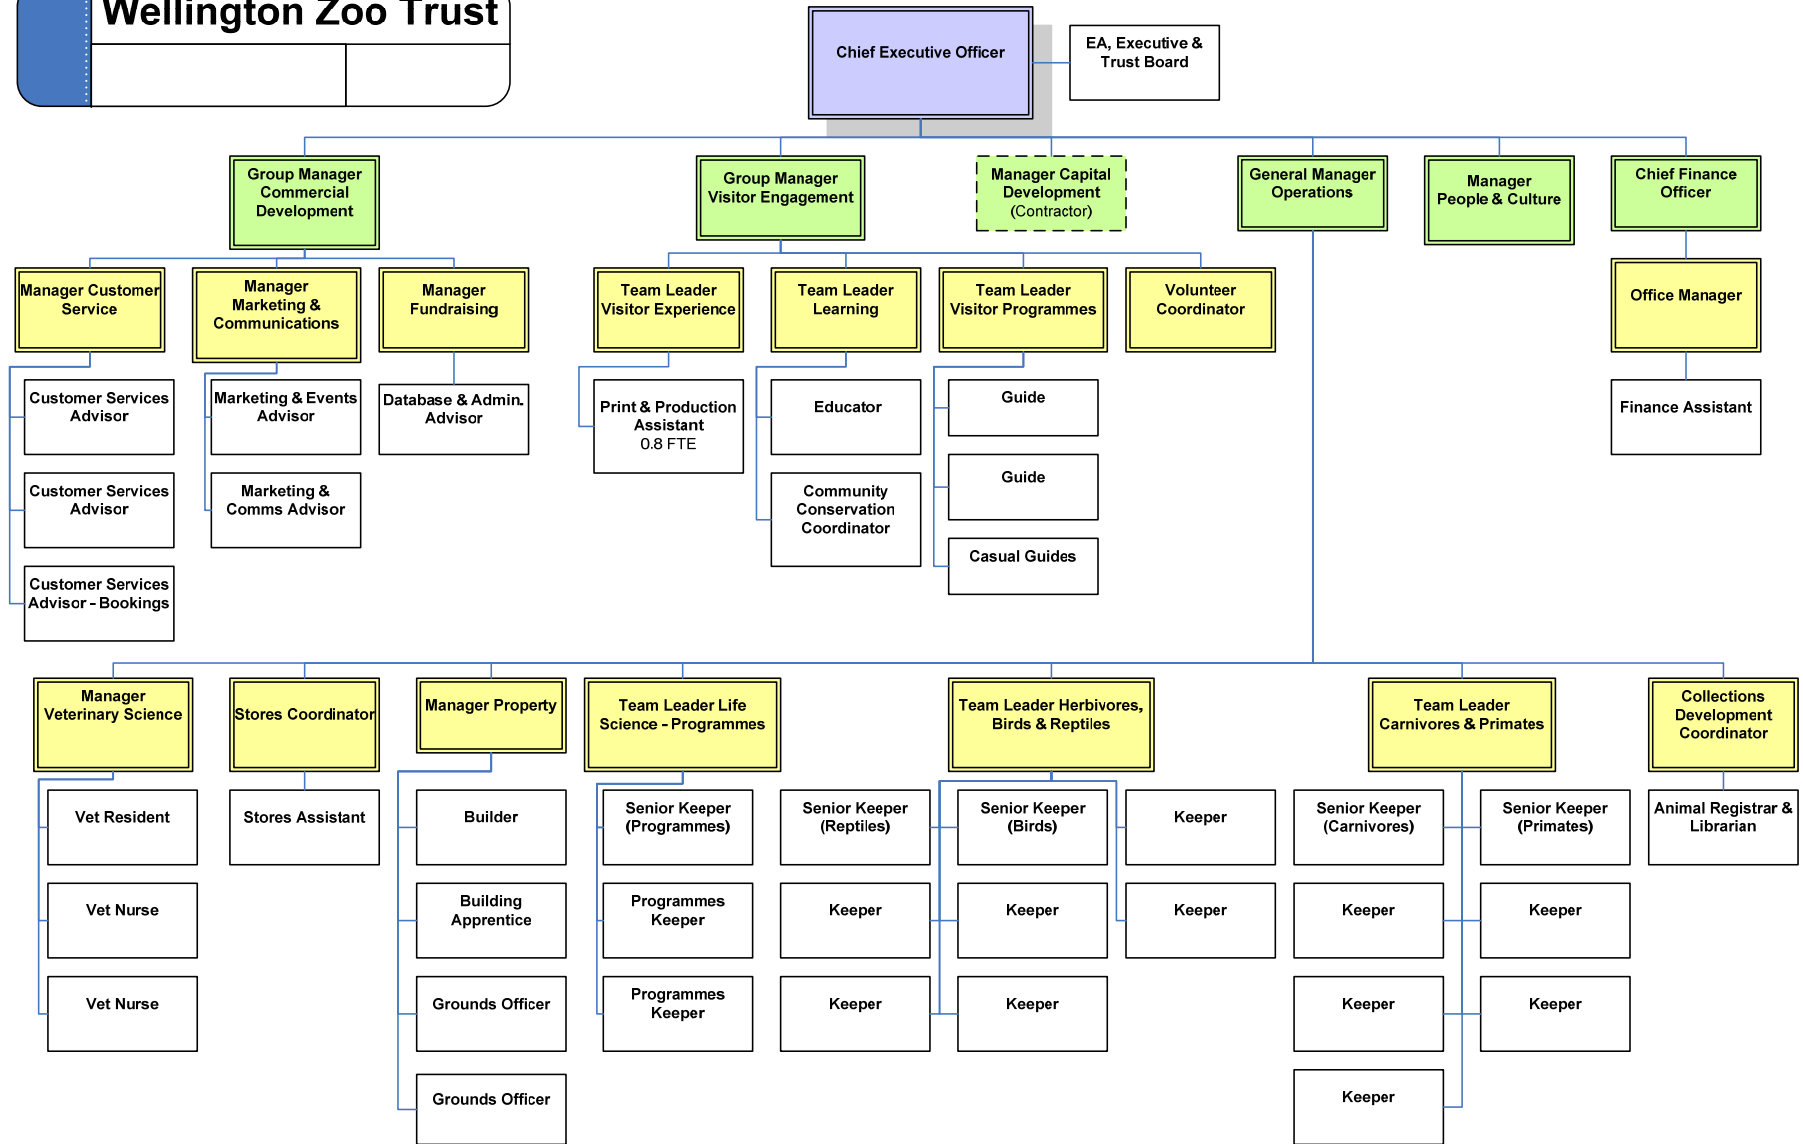 Wellington Zoo Trust
Chief Executive Officer
EA, Executive &
Trust Board
Group Manager
Commercial
Development
Group Manager
Visitor Engagement
Manager Capital
Development
(Contractor)
General Manager
Operations
Manager
People & Culture
Chief Finance
Officer
Manager Customer
Service
Manager
Marketing &
Communications
Manager
Fundraising
Team Leader
Visitor Experience
Team Leader
Learning
Team Leader
Visitor Programmes
Volunteer
Coordinator
Office Manager
Customer Services
Advisor
Marketing & Events
Advisor
Database & Admin.
Advisor
Print & Production
Assistant
0.8 FTE
Educator
Guide
Finance Assistant
Customer Services
Advisor
Marketing &
Comms Advisor
Community
Conservation
Coordinator
Guide
Casual Guides
Customer Services
Advisor - Bookings
Manager
Veterinary Science
Stores Coordinator
Manager Property
Team Leader Life
Science - Programmes
Team Leader Herbivores,
Birds & Reptiles
Team Leader
Carnivores & Primates
Collections
Development
Coordinator
Vet Resident
Stores Assistant
Builder
Senior Keeper
(Programmes)
Senior Keeper
(Reptiles)
Senior Keeper
(Birds)
Keeper
Senior Keeper
(Carnivores)
Senior Keeper
(Primates)
Animal Registrar &
Librarian
Vet Nurse
Building
Apprentice
Programmes
Keeper
Keeper
Keeper
Keeper
Keeper
Keeper
Vet Nurse
Grounds Officer
Programmes
Keeper
Keeper
Keeper
Keeper
Keeper
Grounds Officer
Keeper